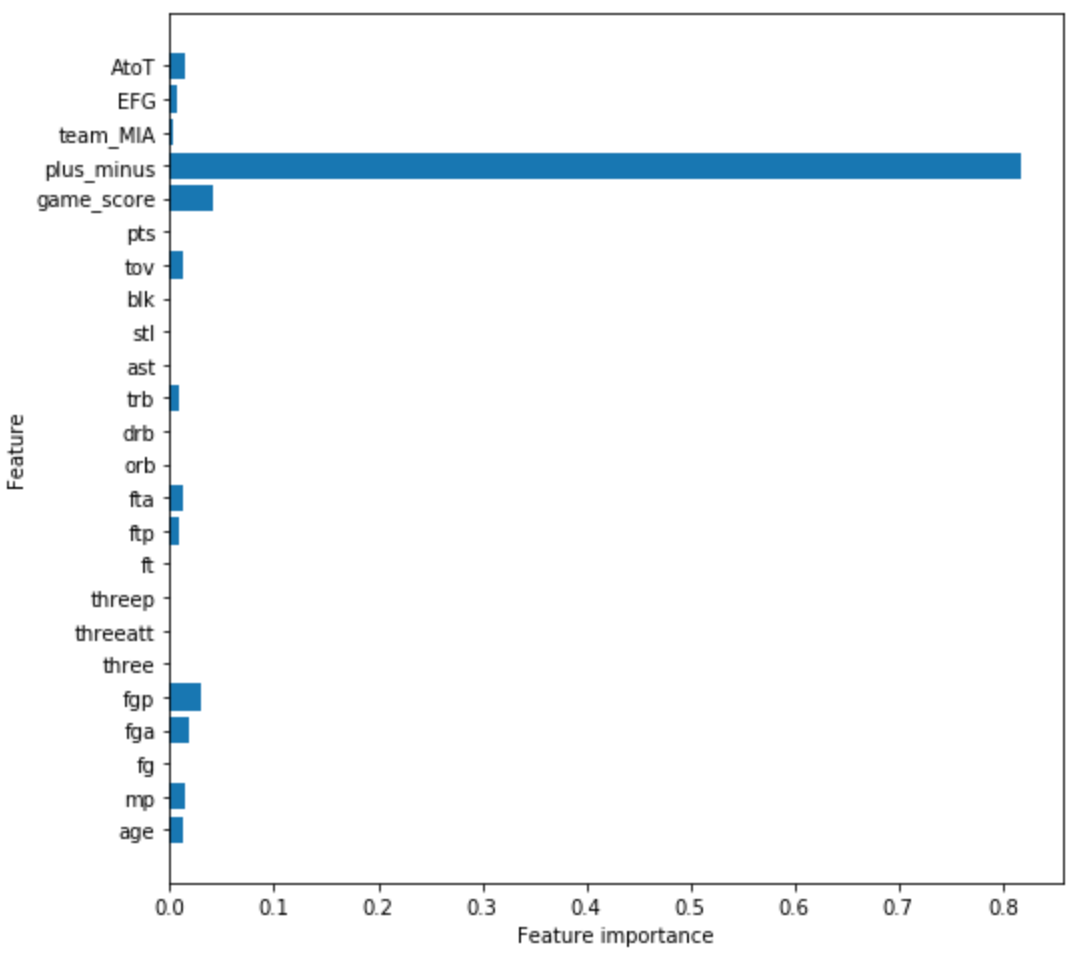 AtoT
EFG
team_MIA
plus_minus
game_score
pts
tov
blk
stl
ast
trb
drb
orb
fta
ftp
ft
threep
threeatt
three
fgp
fga
fg
mp
age
Feature
0.0 0.1 0.2 0.3 0.4 0.5 0.6 0.7 0.8
Feature importance